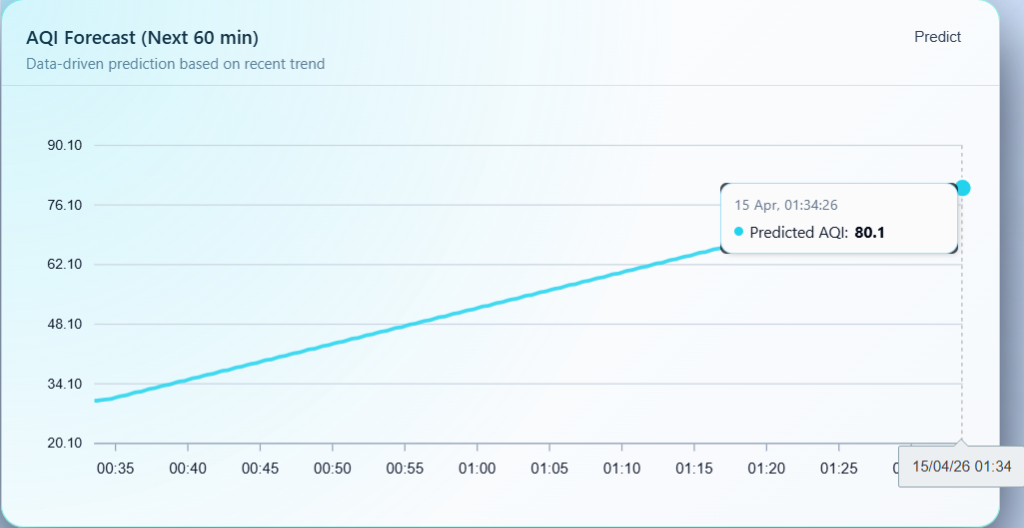 AQI Forecast (Next 60 min)
Predict
Data-driven prediction based on recent trend
90.10
76.10
15 Apr, 01:34:26
Predicted AQI: 80.1
62.10
48.10
34.10
20.10
00:35 00:40 00:45 00:50 00:55 01:00 01:05 01:10 01:15 01:20 01:25
15/04/26 01:34